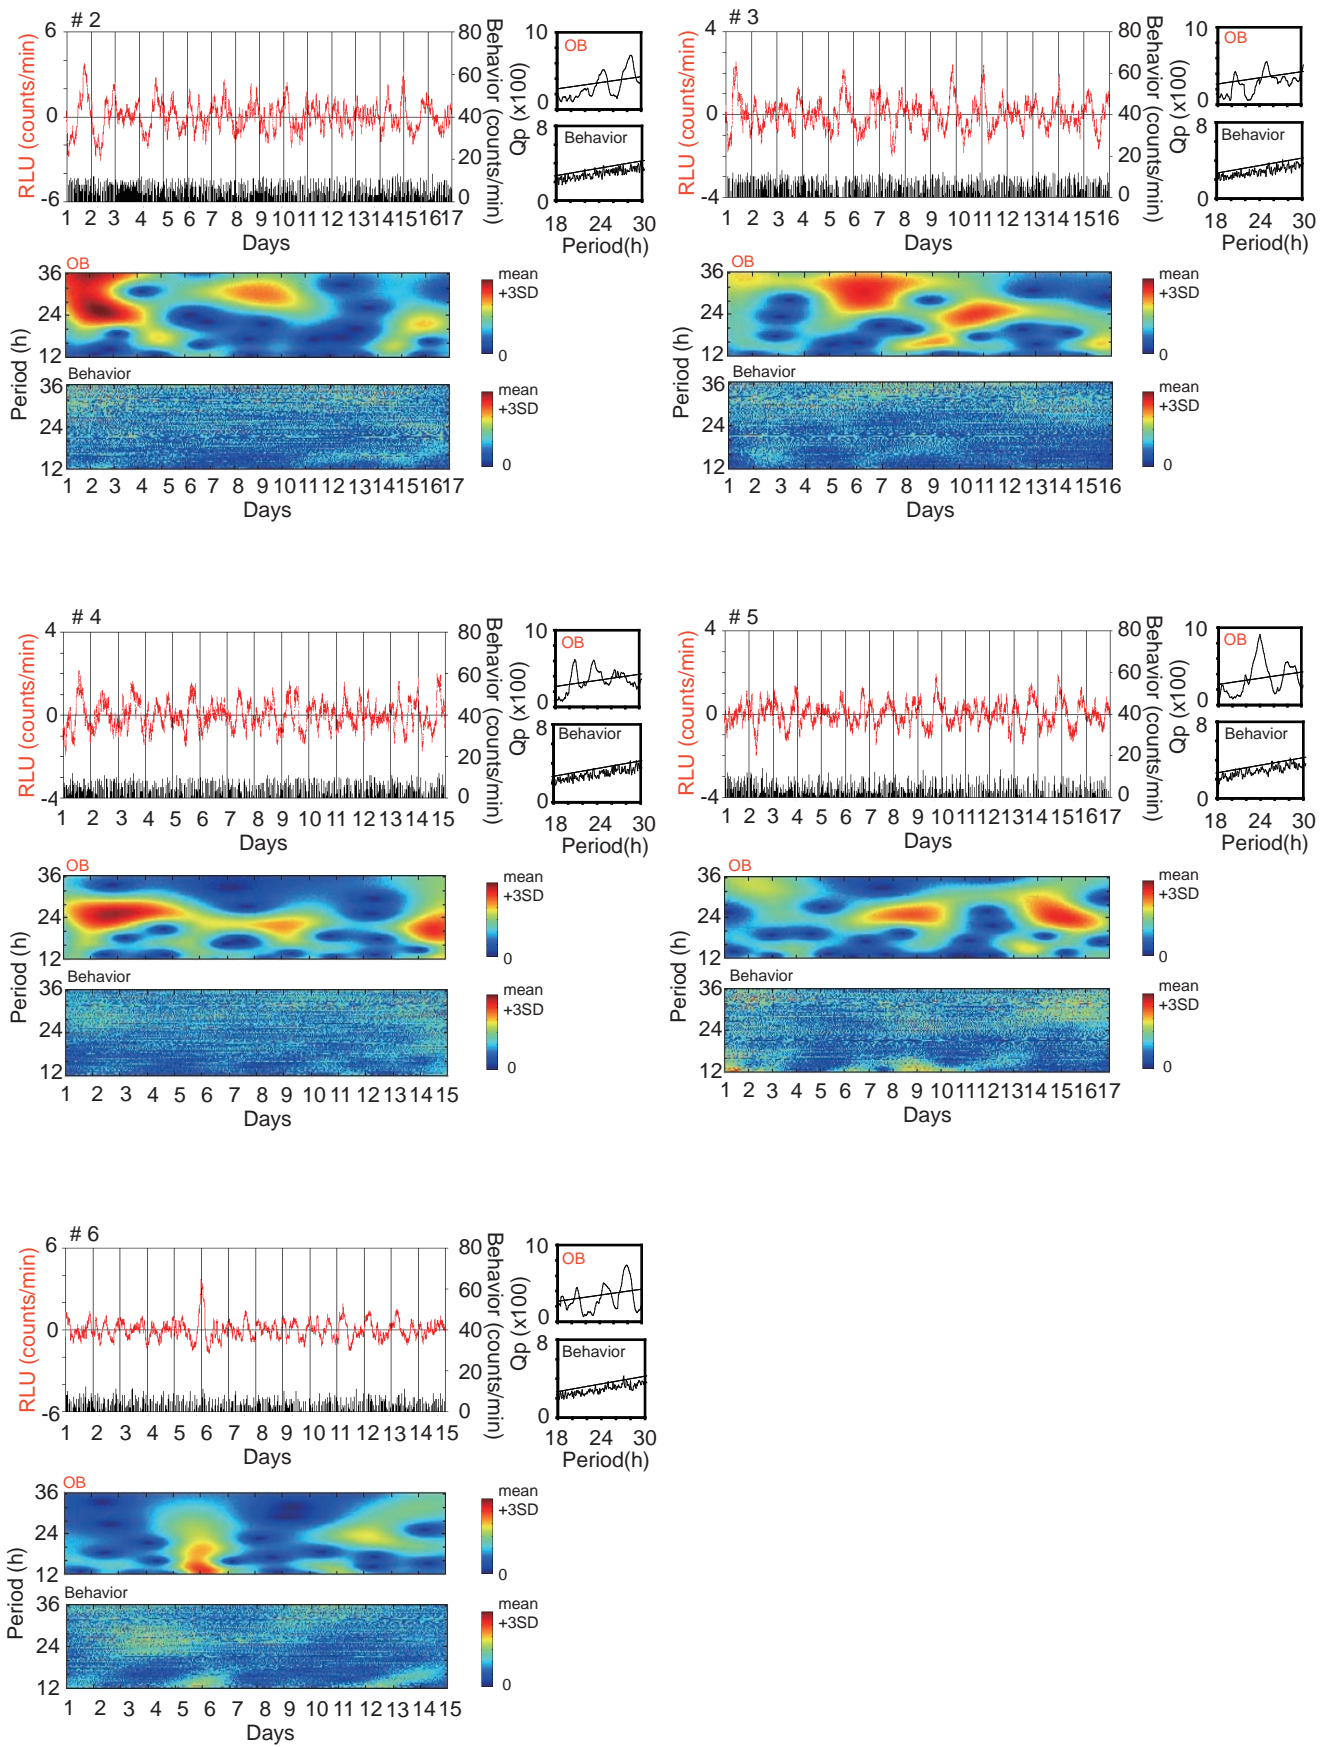 # 2
RLU (counts/min)
6
0
-6
80
60
40
20
0
Behavior (counts/min)
1 2 3 4 5 6 7 8 9 10 11 12 13 14 15 16 17
Days
Qp (x100)
OB
10
0
Behavior
8
0
18 24 30
Period(h)
OB
36
24
12
mean
+3SD
0
Behavior
36
24
12
mean
+3SD
0
Period (h)
1 2 3 4 5 6 7 8 9 10 11 12 13 14 15 16 17
Days
# 3
RLU (counts/min)
4
0
-4
80
60
40
20
0
Behavior (counts/min)
1 2 3 4 5 6 7 8 9 10 11 12 13 14 15 16
Days
Qp (x100)
OB
10
0
Behavior
8
0
18 24 30
Period(h)
OB
36
24
12
mean
+3SD
0
Behavior
36
24
12
mean
+3SD
0
Period (h)
1 2 3 4 5 6 7 8 9 10 11 12 13 14 15 16
Days
# 4
RLU (counts/min)
4
0
-4
80
60
40
20
0
Behavior (counts/min)
1 2 3 4 5 6 7 8 9 10 11 12 13 14 15
Days
Qp (x100)
OB
10
0
Behavior
8
0
18 24 30
Period(h)
OB
36
24
12
mean
+3SD
0
Behavior
36
24
12
mean
+3SD
0
Period (h)
1 2 3 4 5 6 7 8 9 10 11 12 13 14 15
Days
# 5
RLU (counts/min)
4
0
-4
80
60
40
20
0
Behavior (counts/min)
1 2 3 4 5 6 7 8 9 10 11 12 13 14 15 16 17
Days
Qp (x100)
OB
10
0
Behavior
8
0
18 24 30
Period(h)
OB
36
24
12
mean
+3SD
0
Behavior
36
24
12
mean
+3SD
0
Period (h)
1 2 3 4 5 6 7 8 9 10 11 12 13 14 15 16 17
Days
# 6
RLU (counts/min)
6
0
-6
80
60
40
20
0
Behavior (counts/min)
1 2 3 4 5 6 7 8 9 10 11 12 13 14 15
Days
Qp (x100)
OB
10
0
Behavior
8
0
18 24 30
Period(h)
OB
36
24
12
mean
+3SD
0
Behavior
36
24
12
mean
+3SD
0
Period (h)
1 2 3 4 5 6 7 8 9 10 11 12 13 14 15
Days